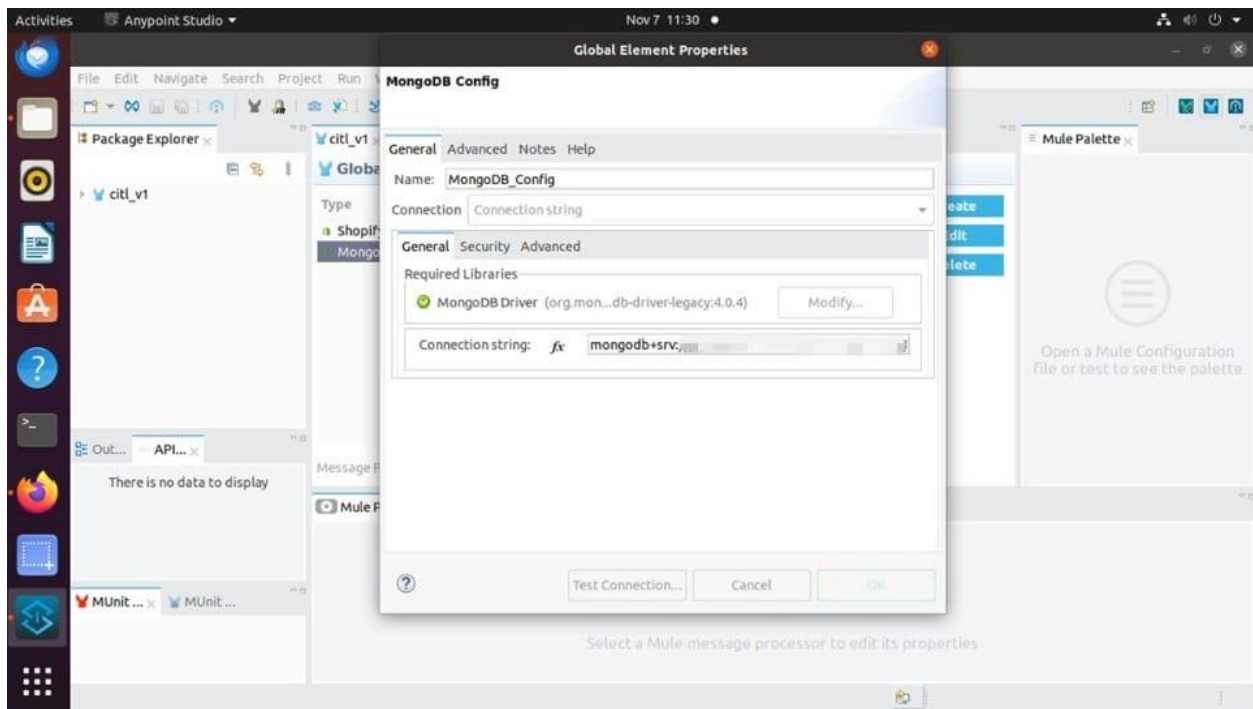 Activities Anypoint Studio Nov 7 11:30
Global Element Properties
File Edit Navigate Search Project Run
MongoDB Config
Package Explorer
citl_v1
Mule Palette
General Advanced Notes Help
Globa
Name: MongoDB_Config
citl_v1
Type
Connection Connection string
eate
Shopify
General Security Advanced
dit
Mongo
lete
Required Libraries
MongoDB Driver (org.mon...db-driver-legacy:4.0.4) Modify...
Connection string: fx mongodb+srv:
Open a Mule Configuration
file or test to see the palette
Out... API...
Message
There is no data to display
Mule P
Test Connection... Cancel OK
MUnit ... MUnit ...
Select a Mule message processor to edit its properties